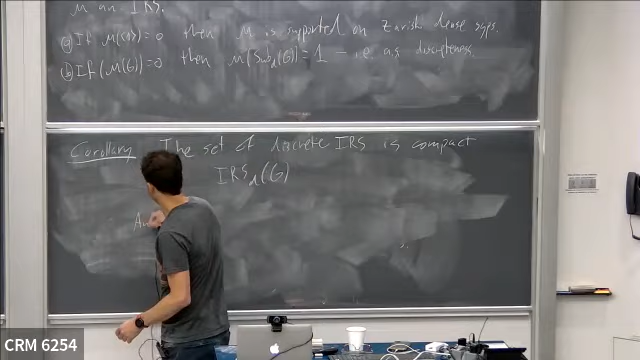 μ an IRS.
(a) If μ({e})=0 then μ is supported on Zariski dense sgps.
(b) If μ(G)=0 then μ(Sub_d(G))=1 – i.e. a.s. discreteness.
Corollary The set of discrete IRS is compact
IRS_d(G)
CRM 6254